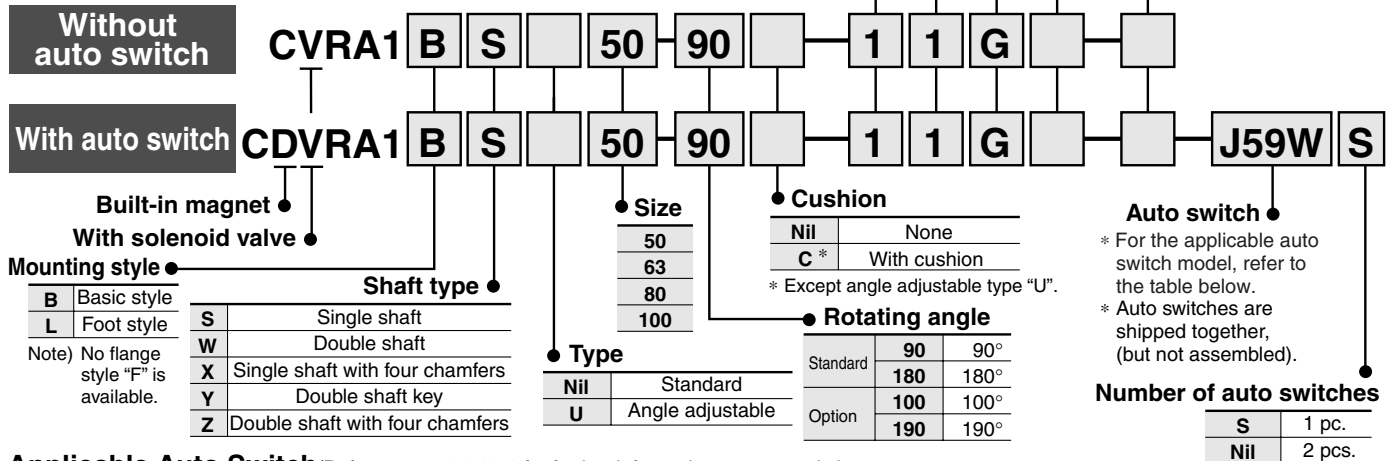 Without
auto switch
CVRA1 B S 50 - 90 - 1 1 G -
With auto switch
CDVRA1 B S 50 - 90 - 1 1 G - - J59W S
Built-in magnet
With solenoid valve
Mounting style
B Basic style
L Foot style
Note) No flange
style “F” is
available.
Shaft type
S Single shaft
W Double shaft
X Single shaft with four chamfers
Y Double shaft key
Z Double shaft with four chamfers
Type
Nil Standard
U Angle adjustable
Size
50
63
80
100
Cushion
Nil None
C * With cushion
* Except angle adjustable type “U”.
Rotating angle
Standard 90 90°
180 180°
Option 100 100°
190 190°
Auto switch
* For the applicable auto
switch model, refer to
the table below.
* Auto switches are
shipped together,
(but not assembled).
Number of auto switches
S 1 pc.
Nil 2 pcs.